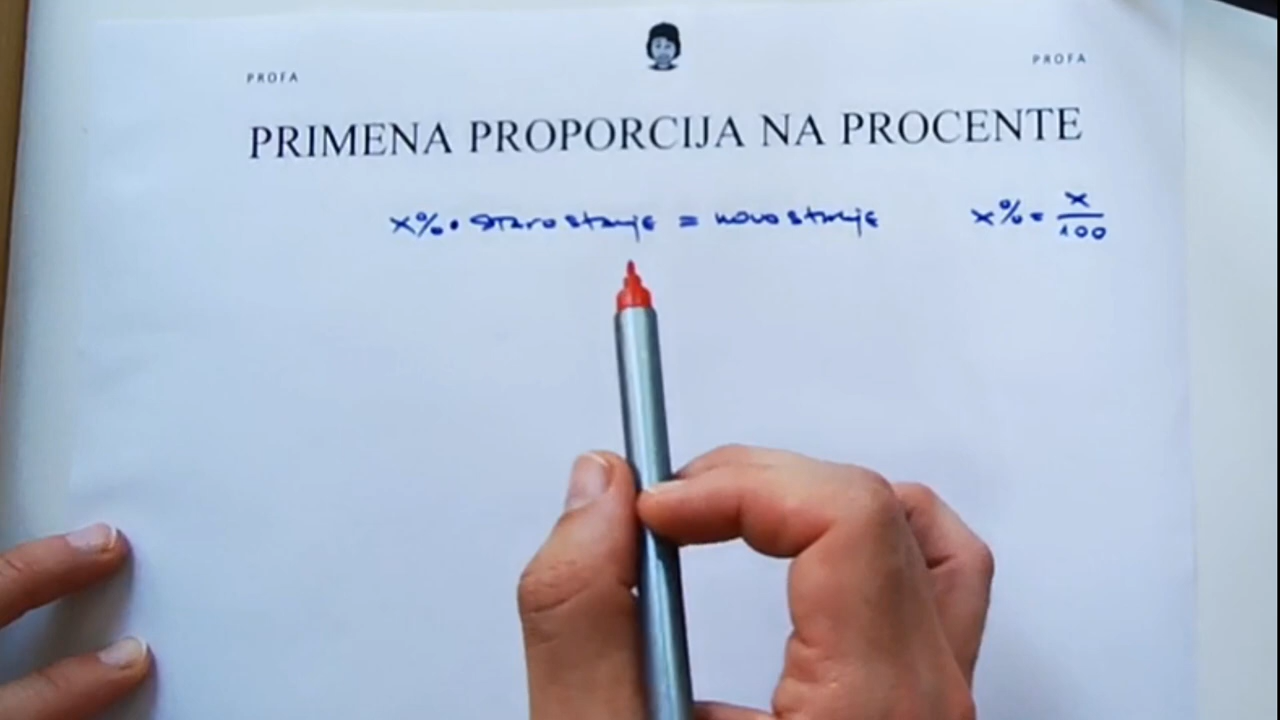 PROFA PROFA
PRIMENA PROPORCIJA NA PROCENTE
x% • staro stanje = novo stanje x% = x/100